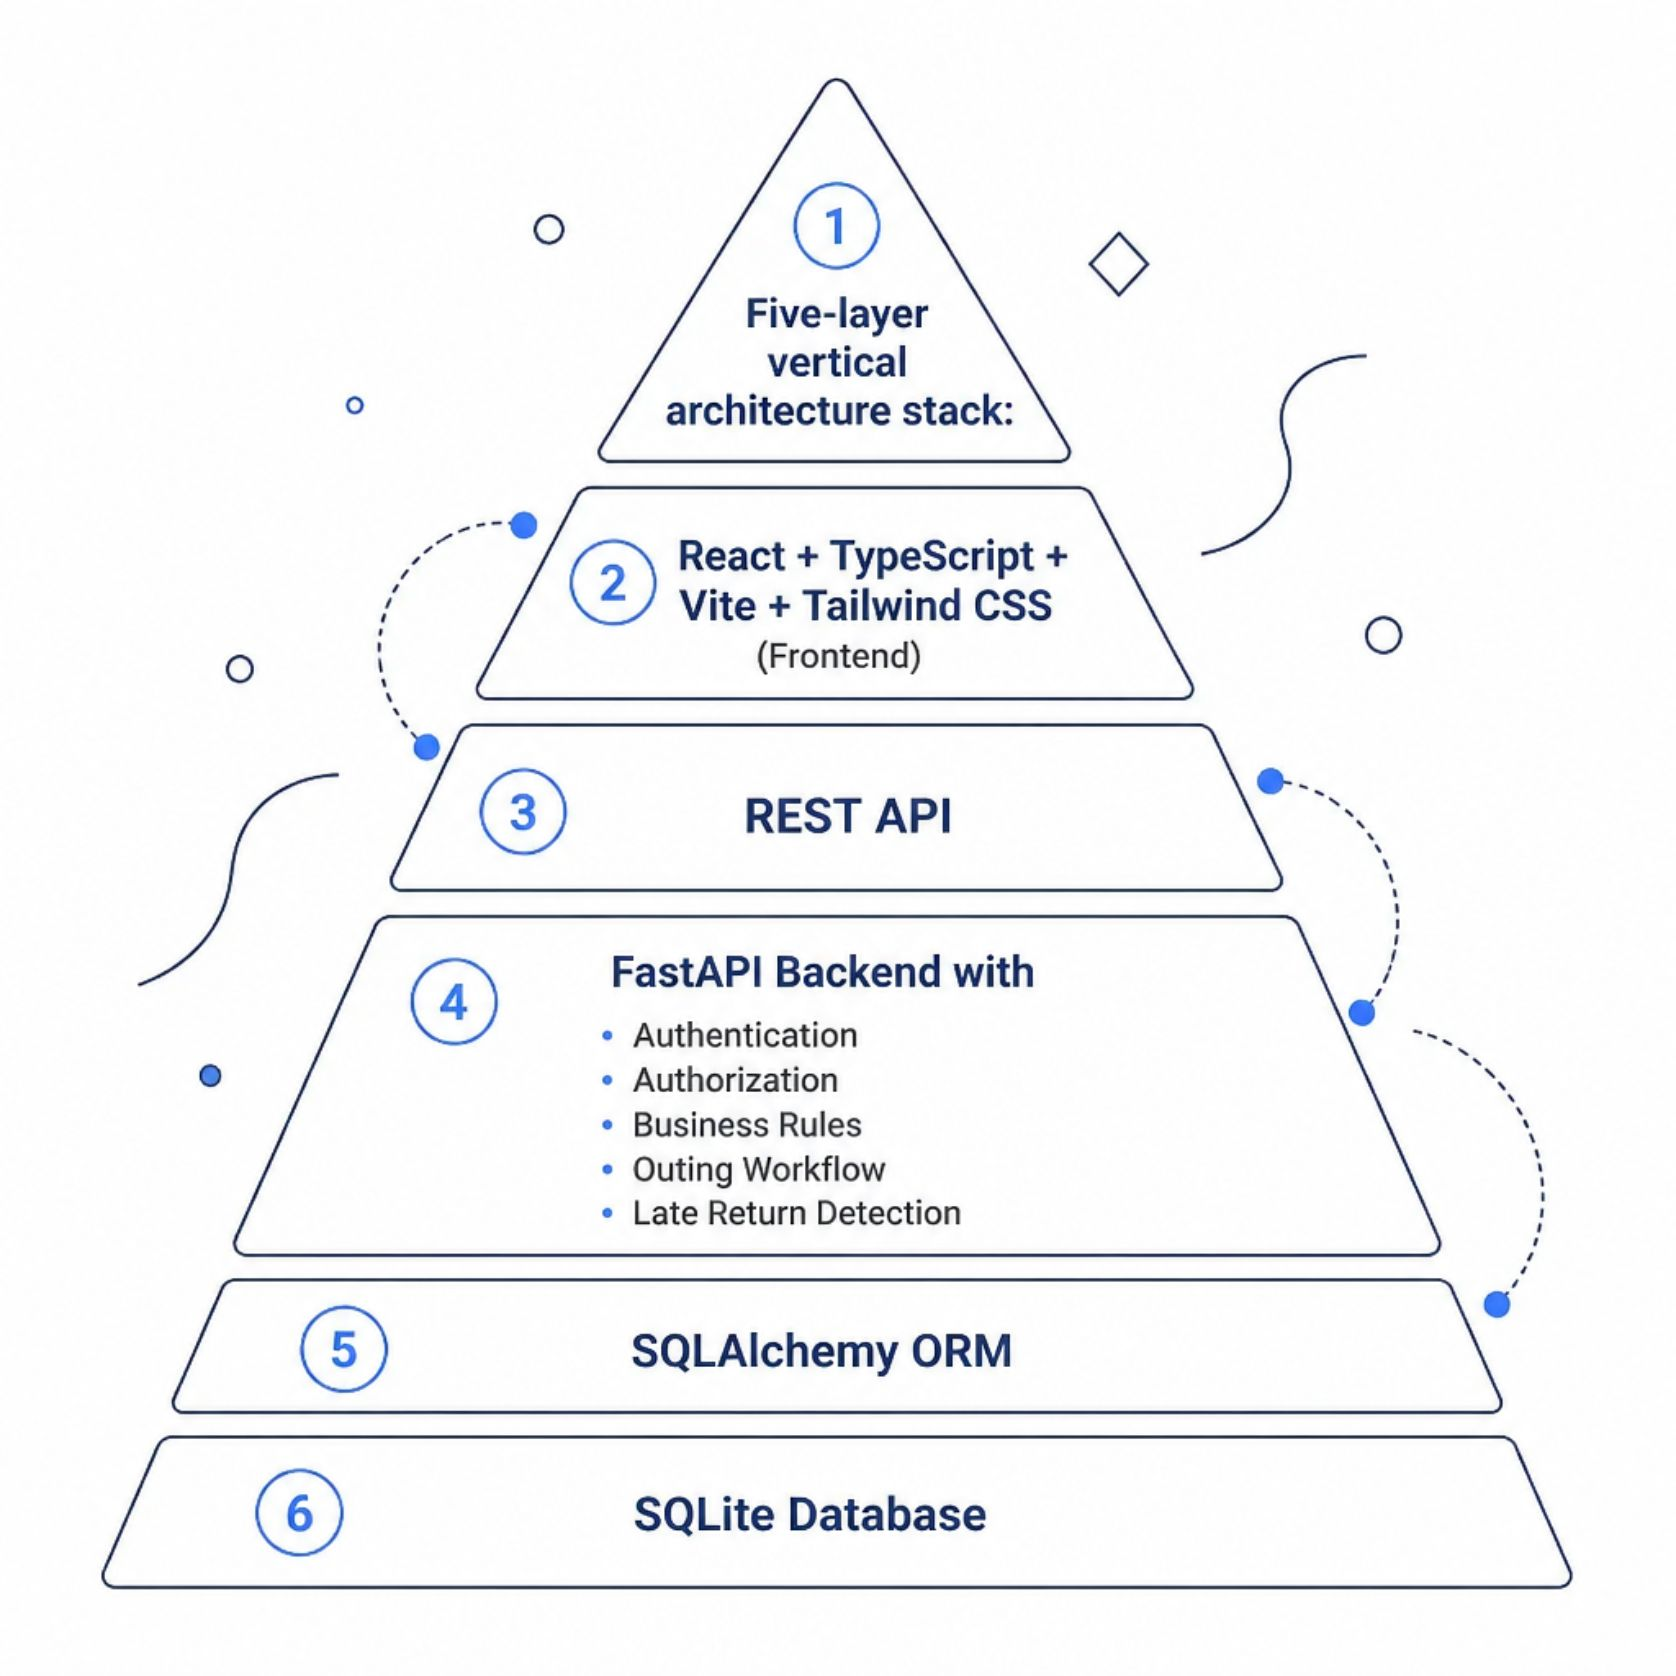 1
Five-layer
vertical
architecture stack:
2
React + TypeScript +
Vite + Tailwind CSS
(Frontend)
3
REST API
4
FastAPI Backend with
• Authentication
• Authorization
• Business Rules
• Outing Workflow
• Late Return Detection
5
SQLAlchemy ORM
6
SQLite Database